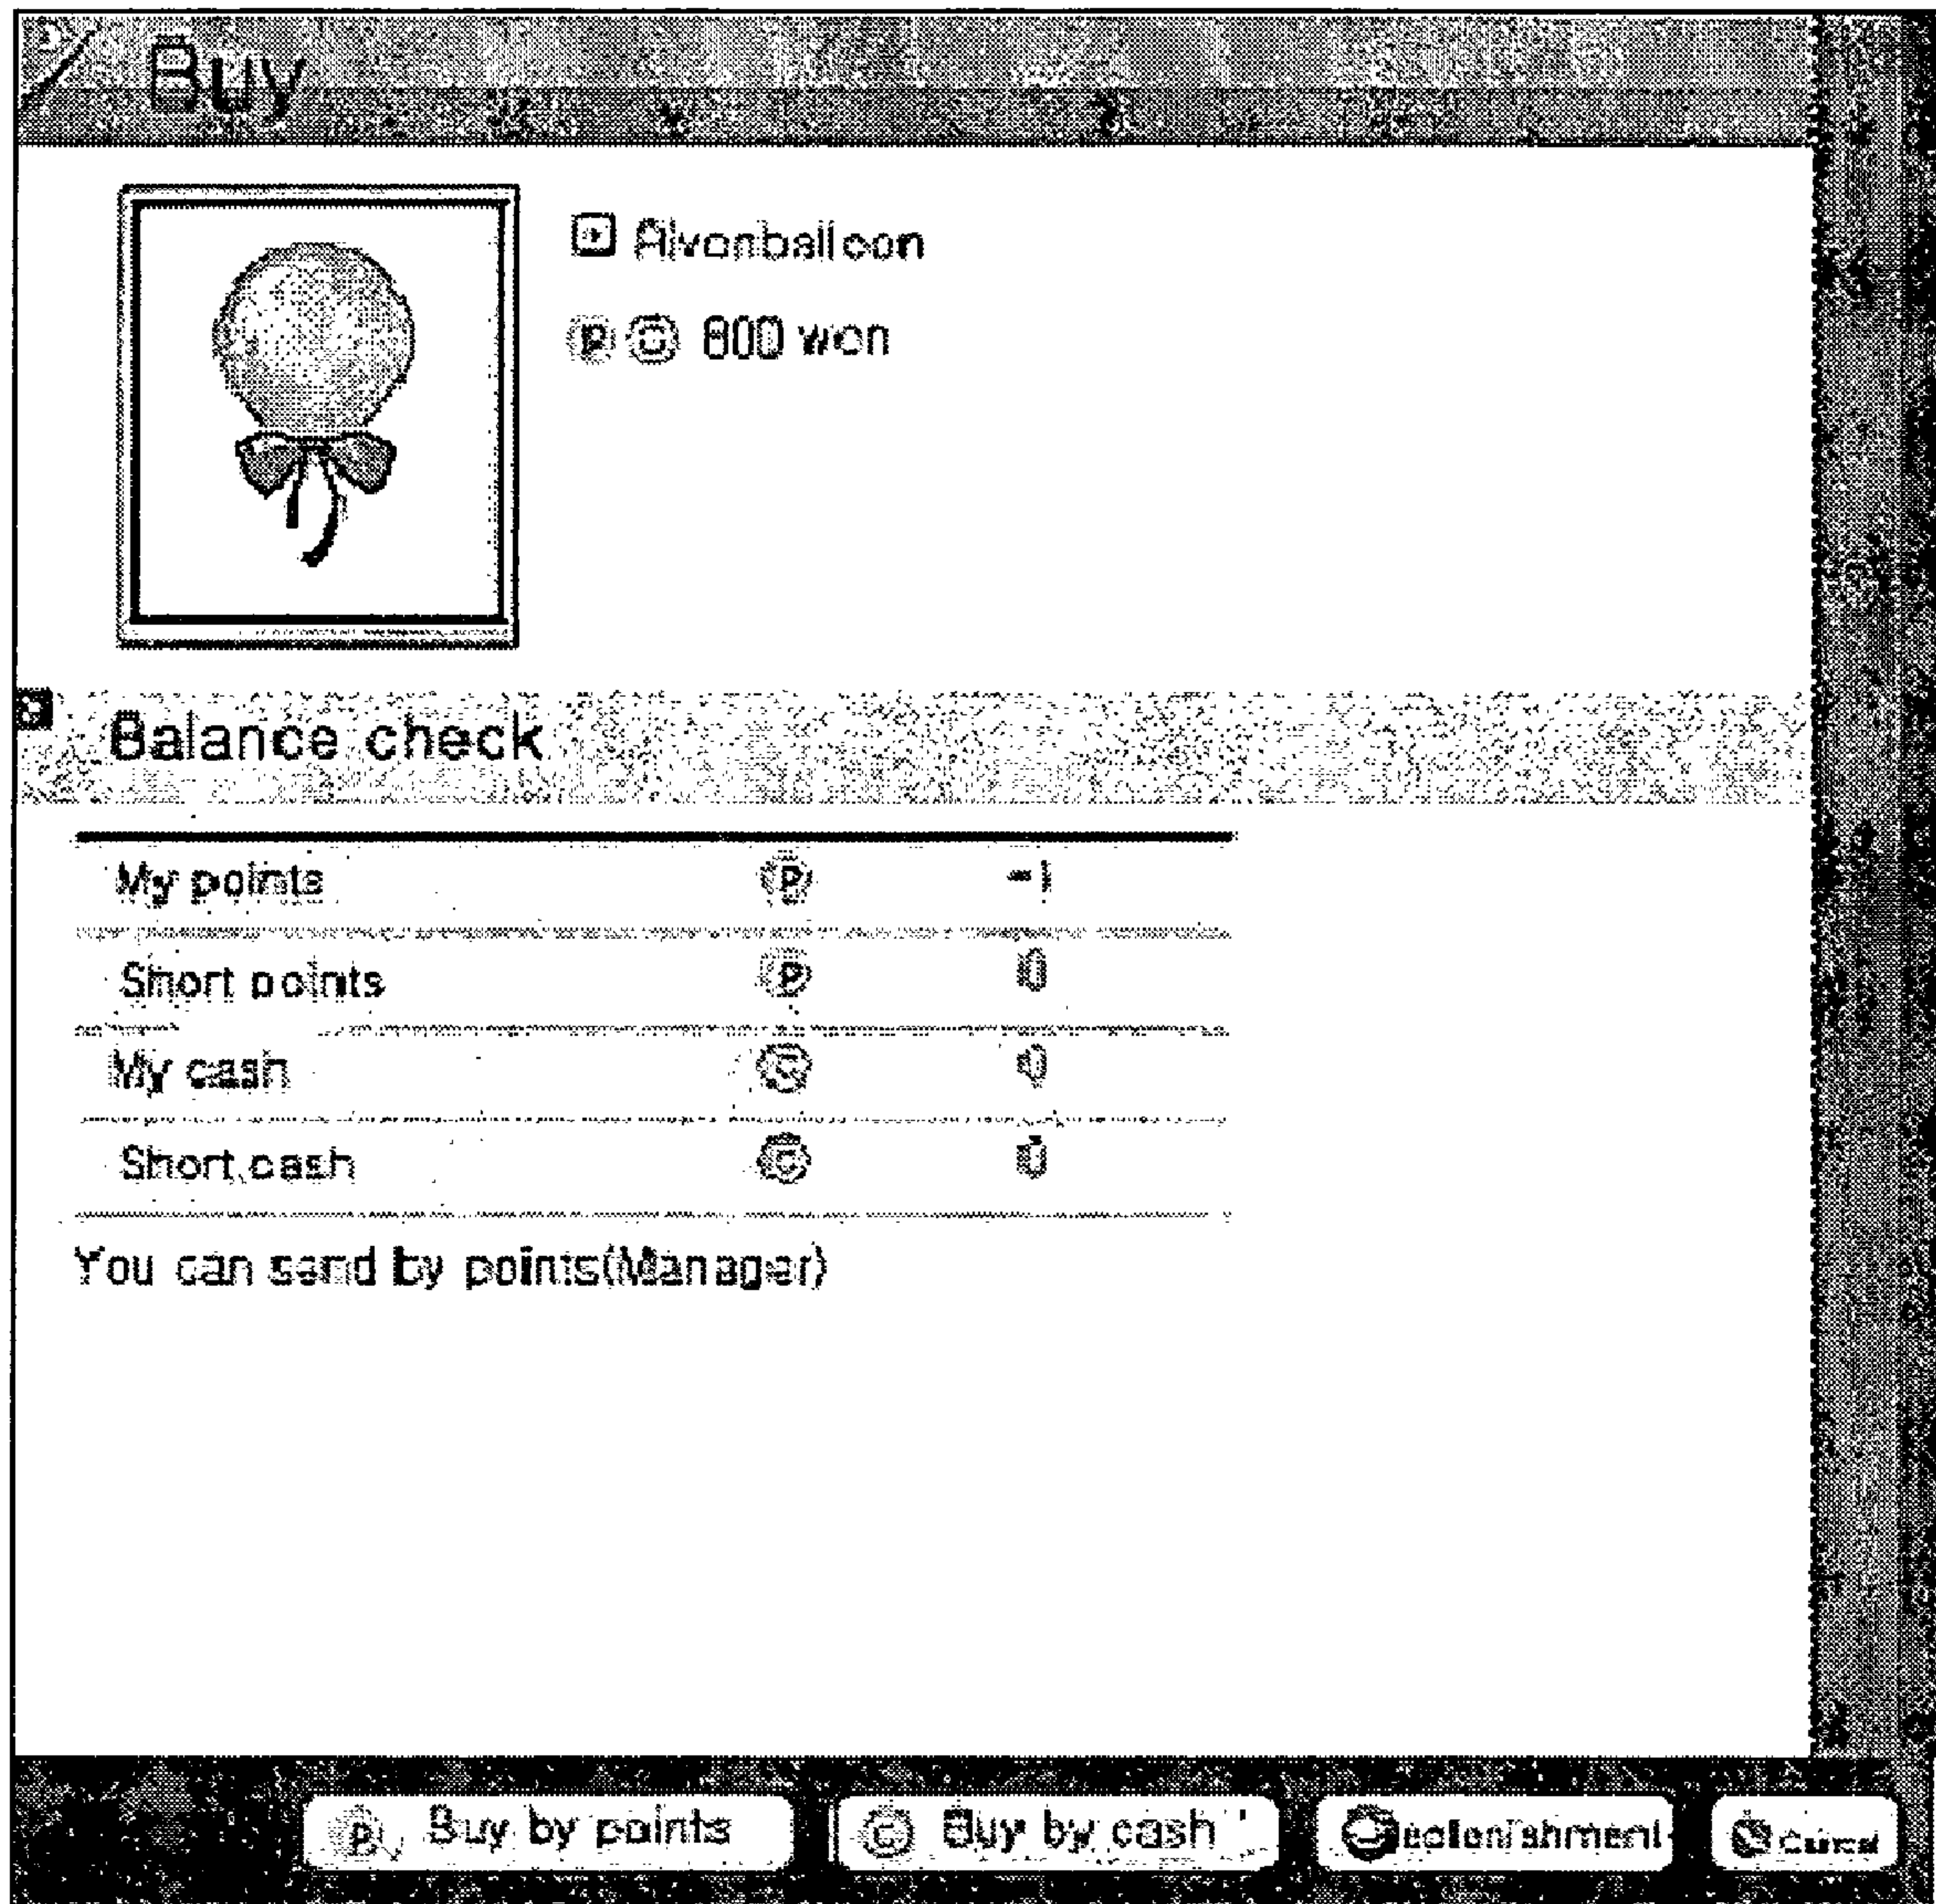 Buy
Alvonballoon
P C 800 won
Balance check
My points P -1
Short points P 0
My cash C 0
Short cash C 0
You can send by points(Manager)
P Buy by points
C Buy by cash
Cancel